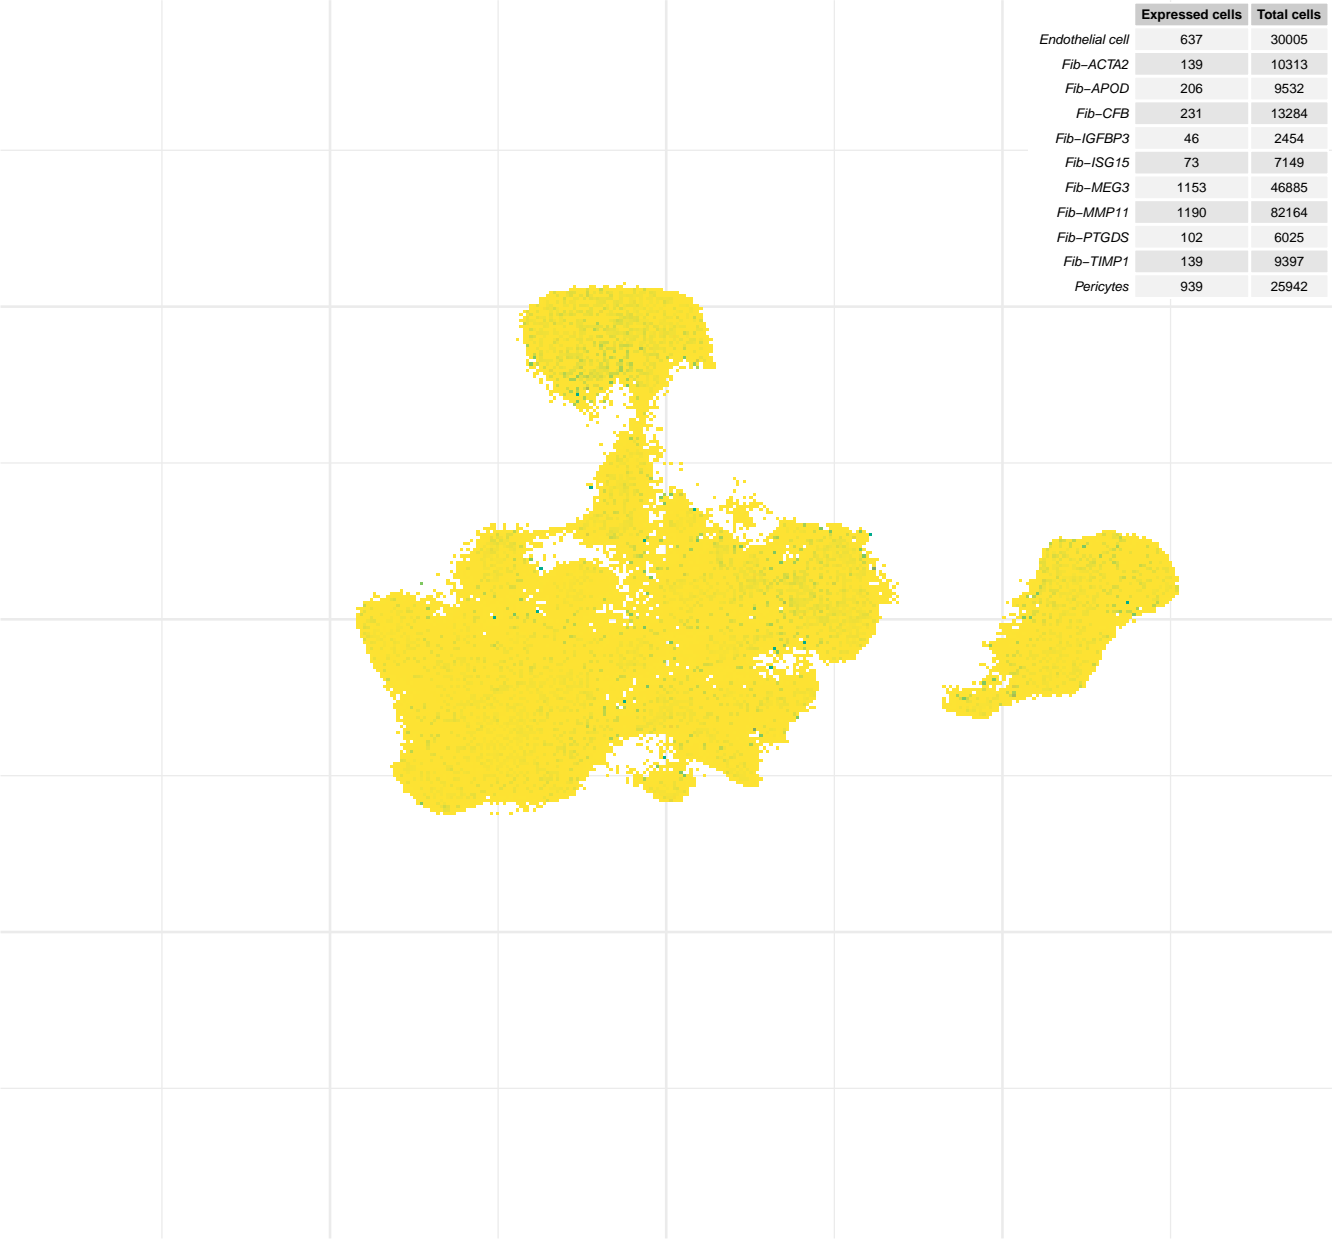 Expressed cells Total cells
Endothelial cell 637 30005
Fib−ACTA2 139 10313
Fib−APOD 206 9532
Fib−CFB 231 13284
Fib−IGFBP3 46 2454
Fib−ISG15 73 7149
Fib−MEG3 1153 46885
Fib−MMP11 1190 82164
Fib−PTGDS 102 6025
Fib−TIMP1 139 9397
Pericytes 939 25942